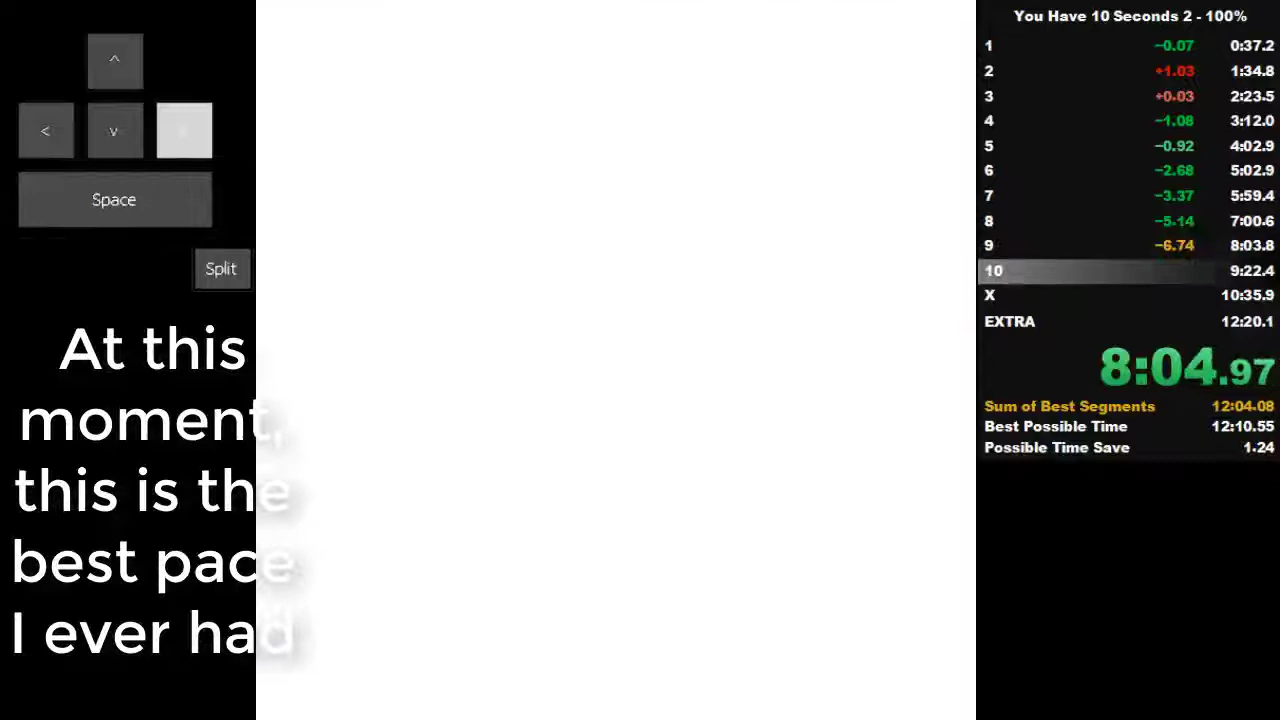 ^
< v
Space
Split
At this
moment,
this is the
best pace
I ever had
You Have 10 Seconds 2 - 100%
1 −0.07 0:37.2
2 +1.03 1:34.8
3 +0.03 2:23.5
4 −1.08 3:12.0
5 −0.92 4:02.9
6 −2.68 5:02.9
7 −3.37 5:59.4
8 −5.14 7:00.6
9 −6.74 8:03.8
10 9:22.4
X 10:35.9
EXTRA 12:20.1
8:04.97
Sum of Best Segments 12:04.08
Best Possible Time 12:10.55
Possible Time Save 1.24